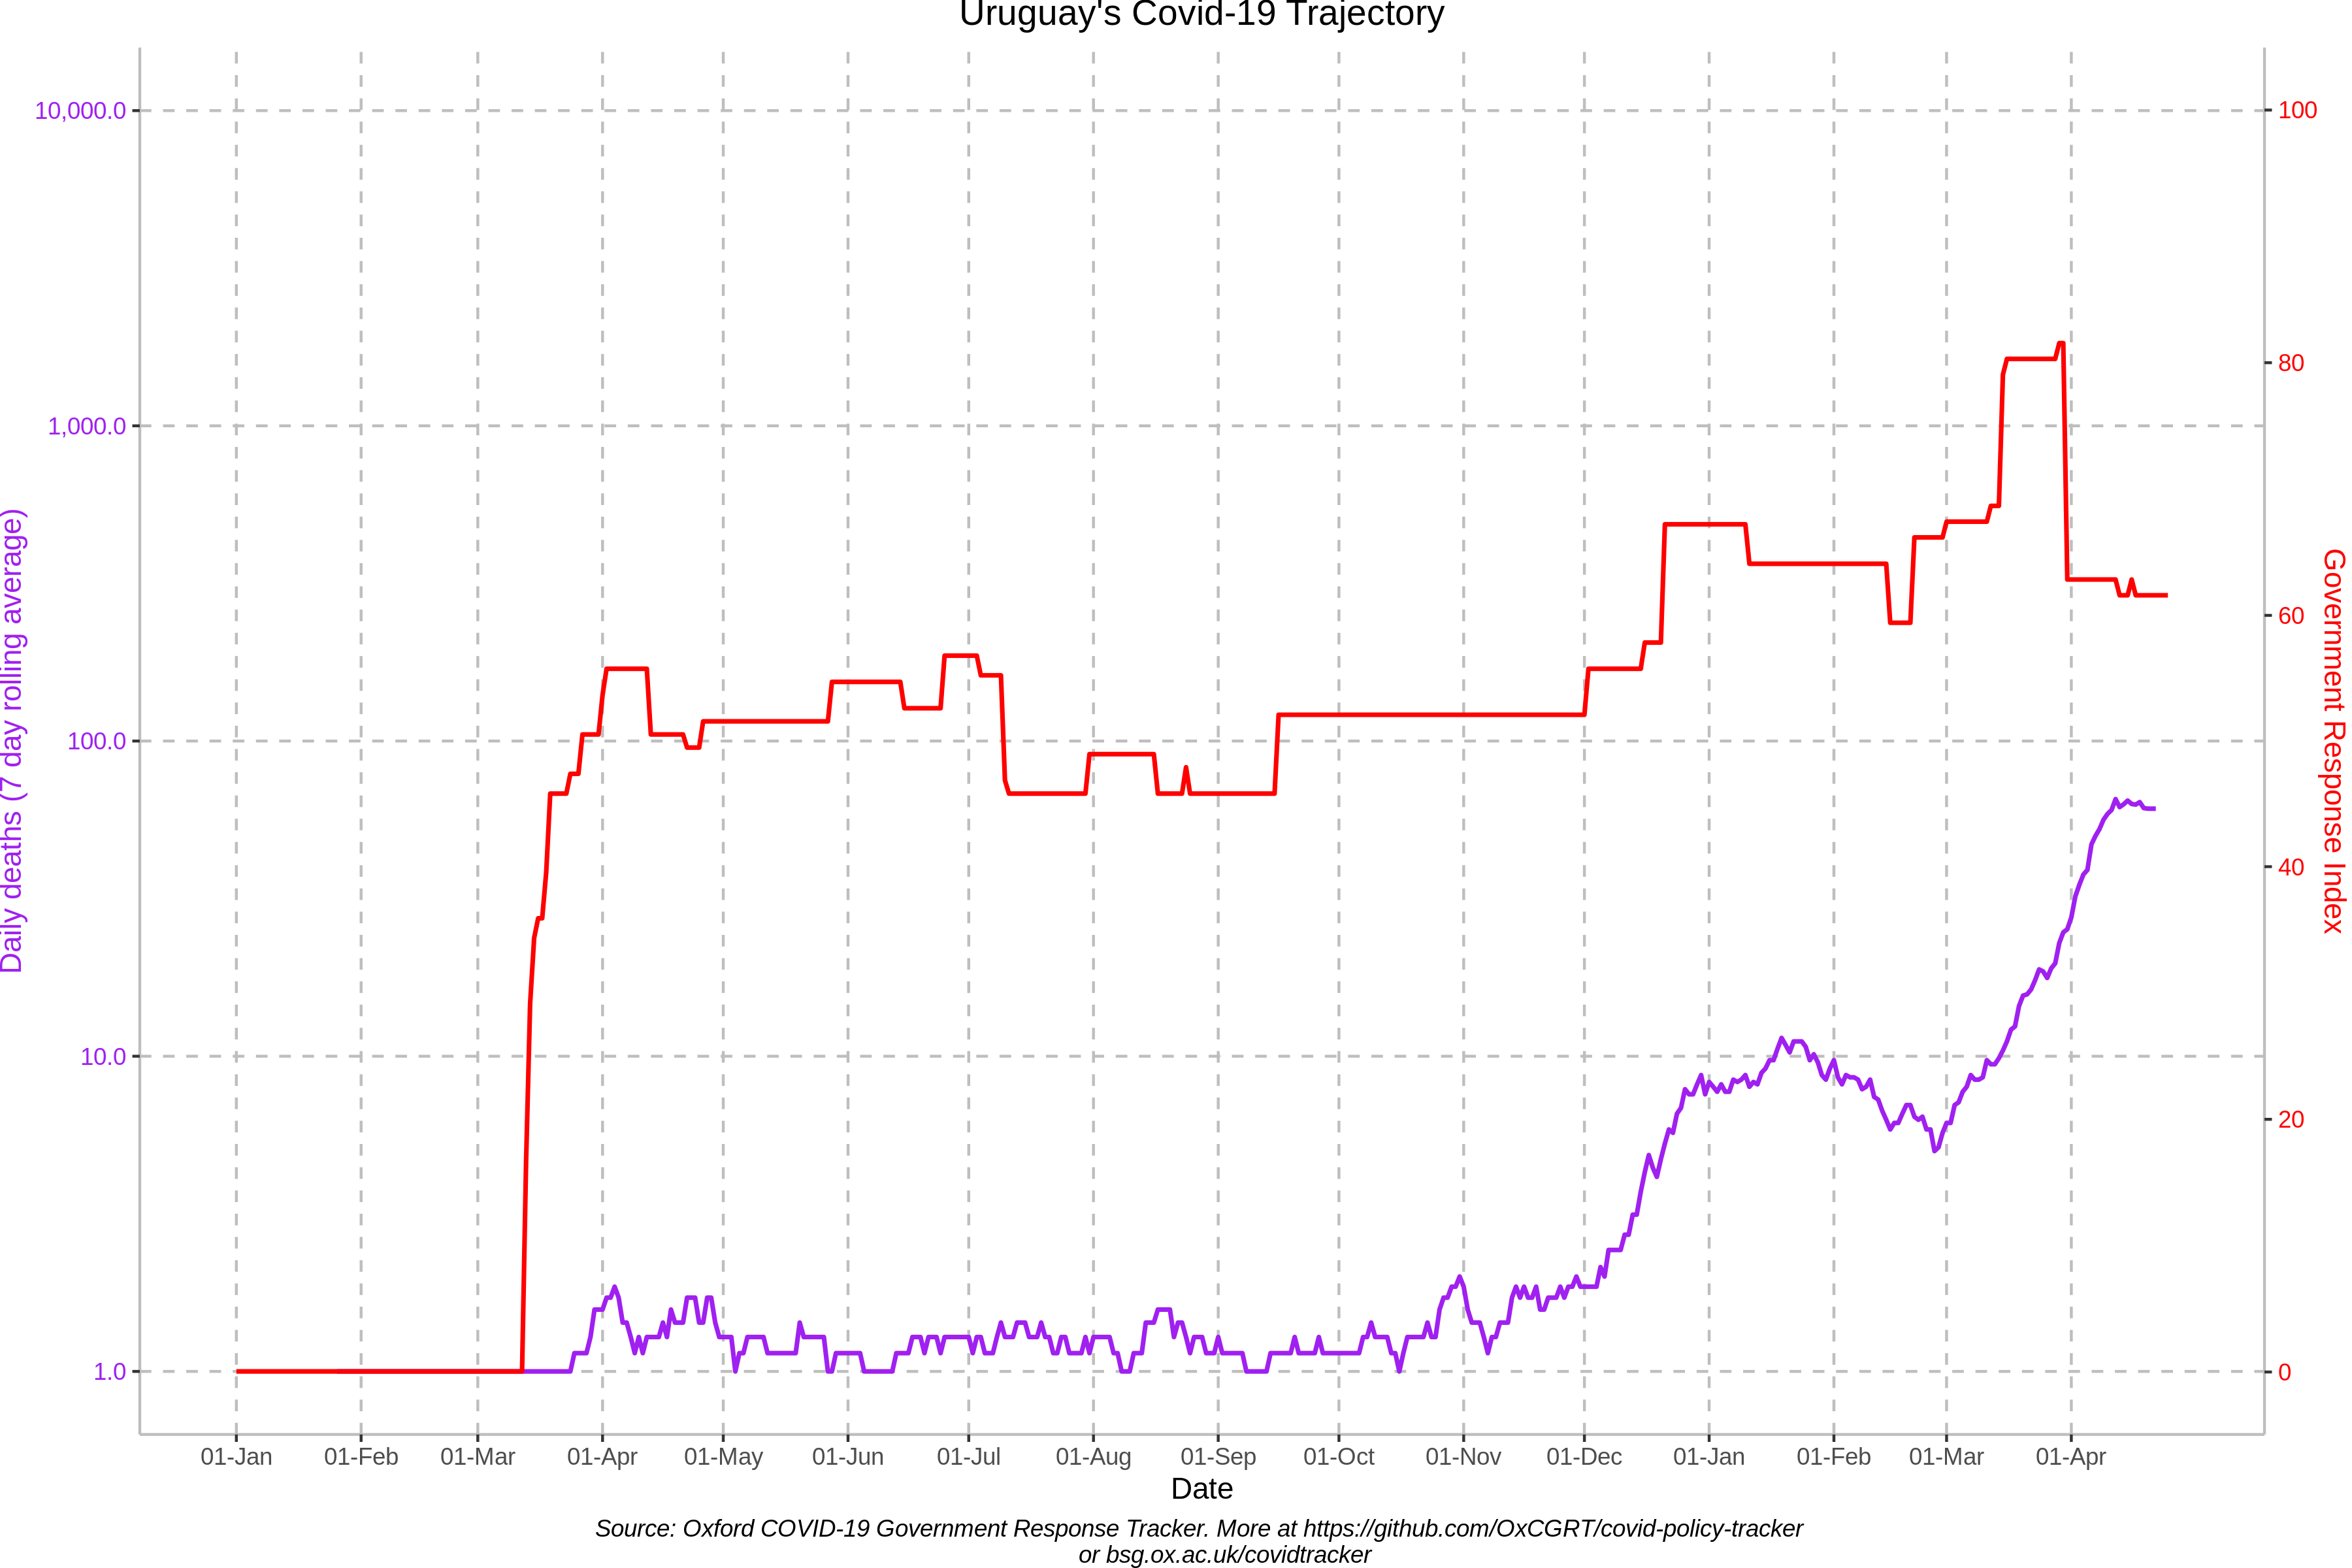 Uruguay's Covid-19 Trajectory
10,000.0
1,000.0
100.0
10.0
1.0
Daily deaths (7 day rolling average)
100
80
60
40
20
0
Government Response Index
01-Jan 01-Feb 01-Mar 01-Apr 01-May 01-Jun 01-Jul 01-Aug 01-Sep 01-Oct 01-Nov 01-Dec 01-Jan 01-Feb 01-Mar 01-Apr
Date
Source: Oxford COVID-19 Government Response Tracker. More at https://github.com/OxCGRT/covid-policy-tracker
or bsg.ox.ac.uk/covidtracker